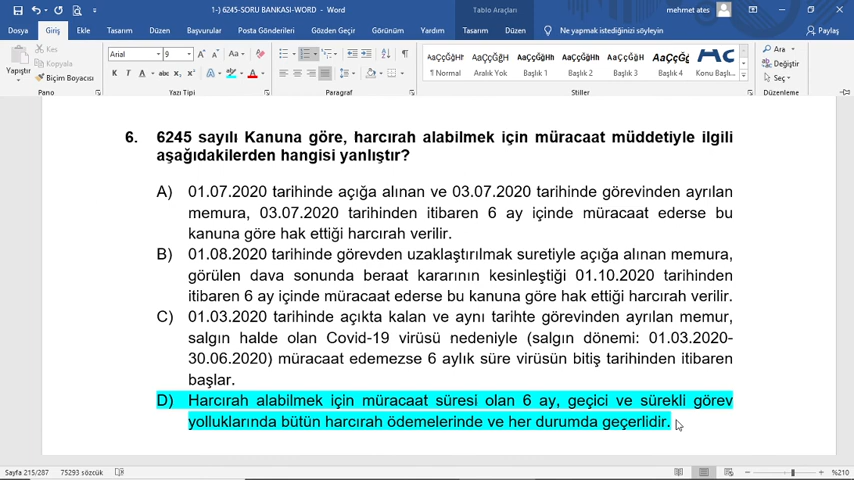 1-) 6245-SORU BANKASI-WORD - Word
Tablo Araçları
mehmet ates
Dosya Giriş Ekle Tasarım Düzen Başvurular Posta Gönderileri Gözden Geçir Görünüm Yardım Tasarım Düzen Ne yapmak istediğinizi söyleyin Paylaş
Yapıştır
Kes
Kopyala
Biçim Boyacısı
Pano
Arial 9
Yazı Tipi
Paragraf
AaÇçĞğHł AaÇçĞğHł AaÇçĞğHh AaÇçĞğHł AaÇçĞğHł AaÇçĞğ
¶ Normal Aralık Yok Başlık 1 Başlık 2 Başlık 3 Başlık 4 Konu Başlı...
Stiller
Ara
Değiştir
Seç
Düzenleme
6. 6245 sayılı Kanuna göre, harcırah alabilmek için müracaat müddetiyle ilgili
aşağıdakilerden hangisi yanlıştır?
A) 01.07.2020 tarihinde açığa alınan ve 03.07.2020 tarihinde görevinden ayrılan
memura, 03.07.2020 tarihinden itibaren 6 ay içinde müracaat ederse bu
kanuna göre hak ettiği harcırah verilir.
B) 01.08.2020 tarihinde görevden uzaklaştırılmak suretiyle açığa alınan memura,
görülen dava sonunda beraat kararının kesinleştiği 01.10.2020 tarihinden
itibaren 6 ay içinde müracaat ederse bu kanuna göre hak ettiği harcırah verilir.
C) 01.03.2020 tarihinde açıkta kalan ve aynı tarihte görevinden ayrılan memur,
salgın halde olan Covid-19 virüsü nedeniyle (salgın dönemi: 01.03.2020-
30.06.2020) müracaat edemezse 6 aylık süre virüsün bitiş tarihinden itibaren
başlar.
D) Harcırah alabilmek için müracaat süresi olan 6 ay, geçici ve sürekli görev
yolluklarında bütün harcırah ödemelerinde ve her durumda geçerlidir.
Sayfa 215/287 75293 sözcük %210